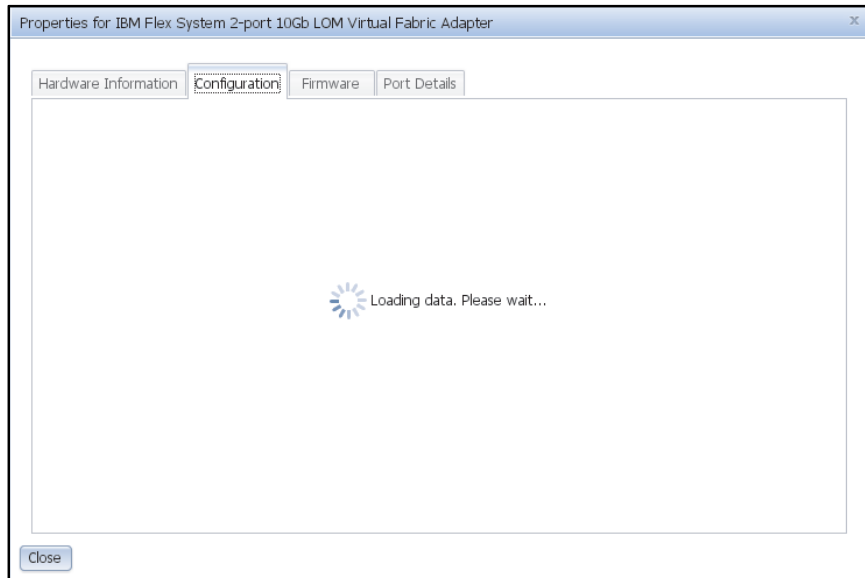 Properties for IBM Flex System 2-port 10Gb LOM Virtual Fabric Adapter x
Hardware Information Configuration Firmware Port Details
Loading data. Please wait...
Close